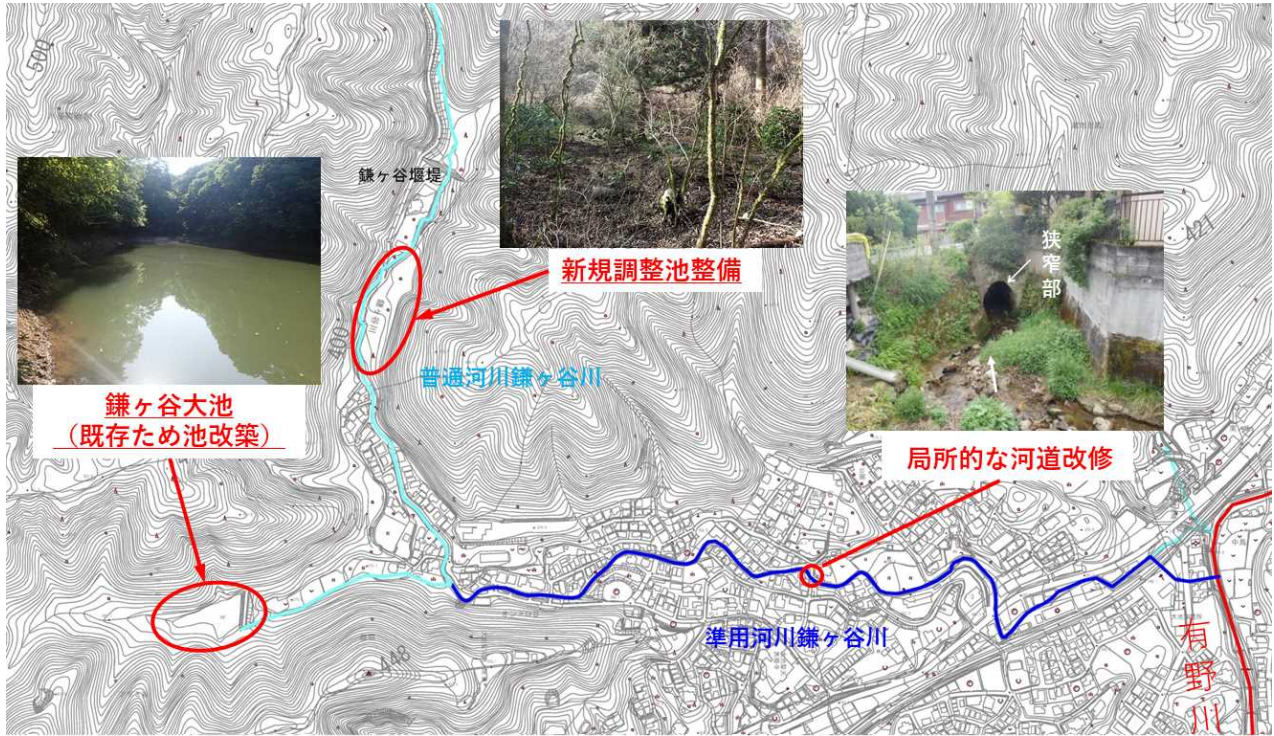 500
鎌ヶ谷堰堤
新規調整池整備
狭窄部
421
400
普通河川鎌ヶ谷川
鎌ヶ谷大池
（既存ため池改築）
局所的な河道改修
準用河川鎌ヶ谷川
448
有野川